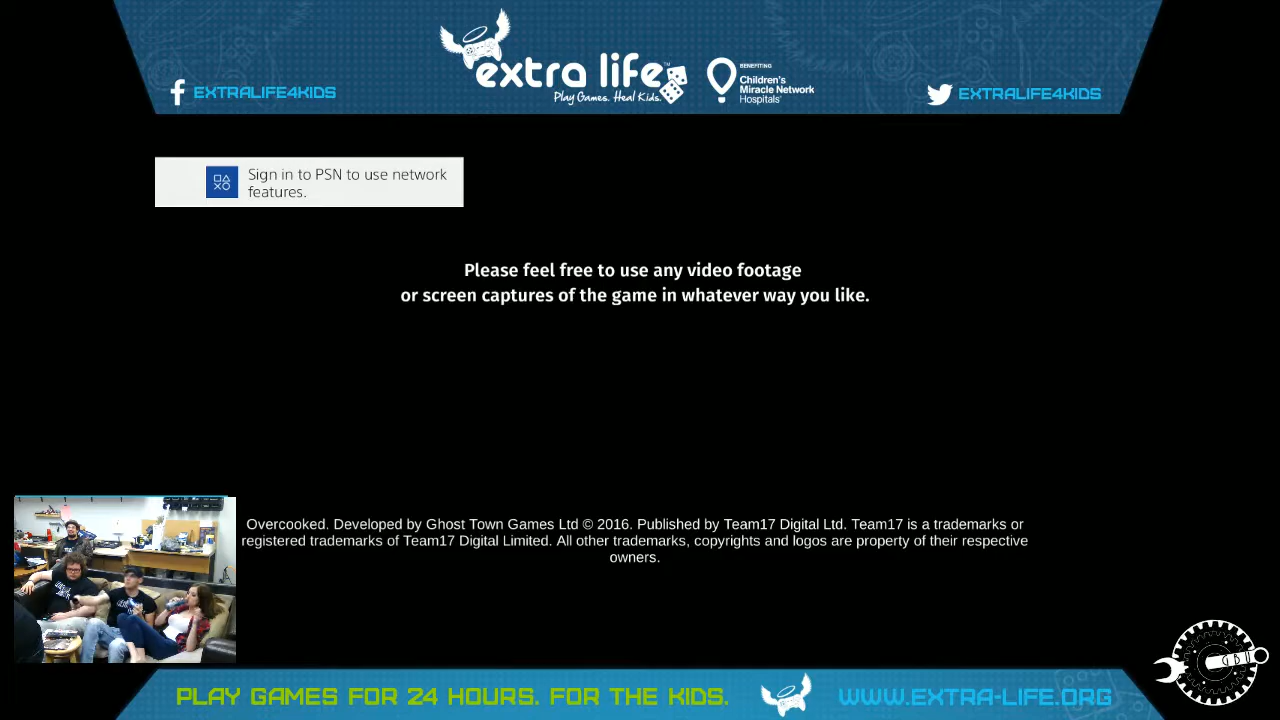 extra life™
Play Games. Heal Kids.
BENEFITING
Children's
Miracle Network
Hospitals®
EXTRALIFE4KIDS
EXTRALIFE4KIDS
Sign in to PSN to use network
features.
Please feel free to use any video footage
or screen captures of the game in whatever way you like.
Overcooked. Developed by Ghost Town Games Ltd © 2016. Published by Team17 Digital Ltd. Team17 is a trademarks or
registered trademarks of Team17 Digital Limited. All other trademarks, copyrights and logos are property of their respective
owners.
PLAY GAMES FOR 24 HOURS. FOR THE KIDS.
WWW.EXTRA-LIFE.ORG